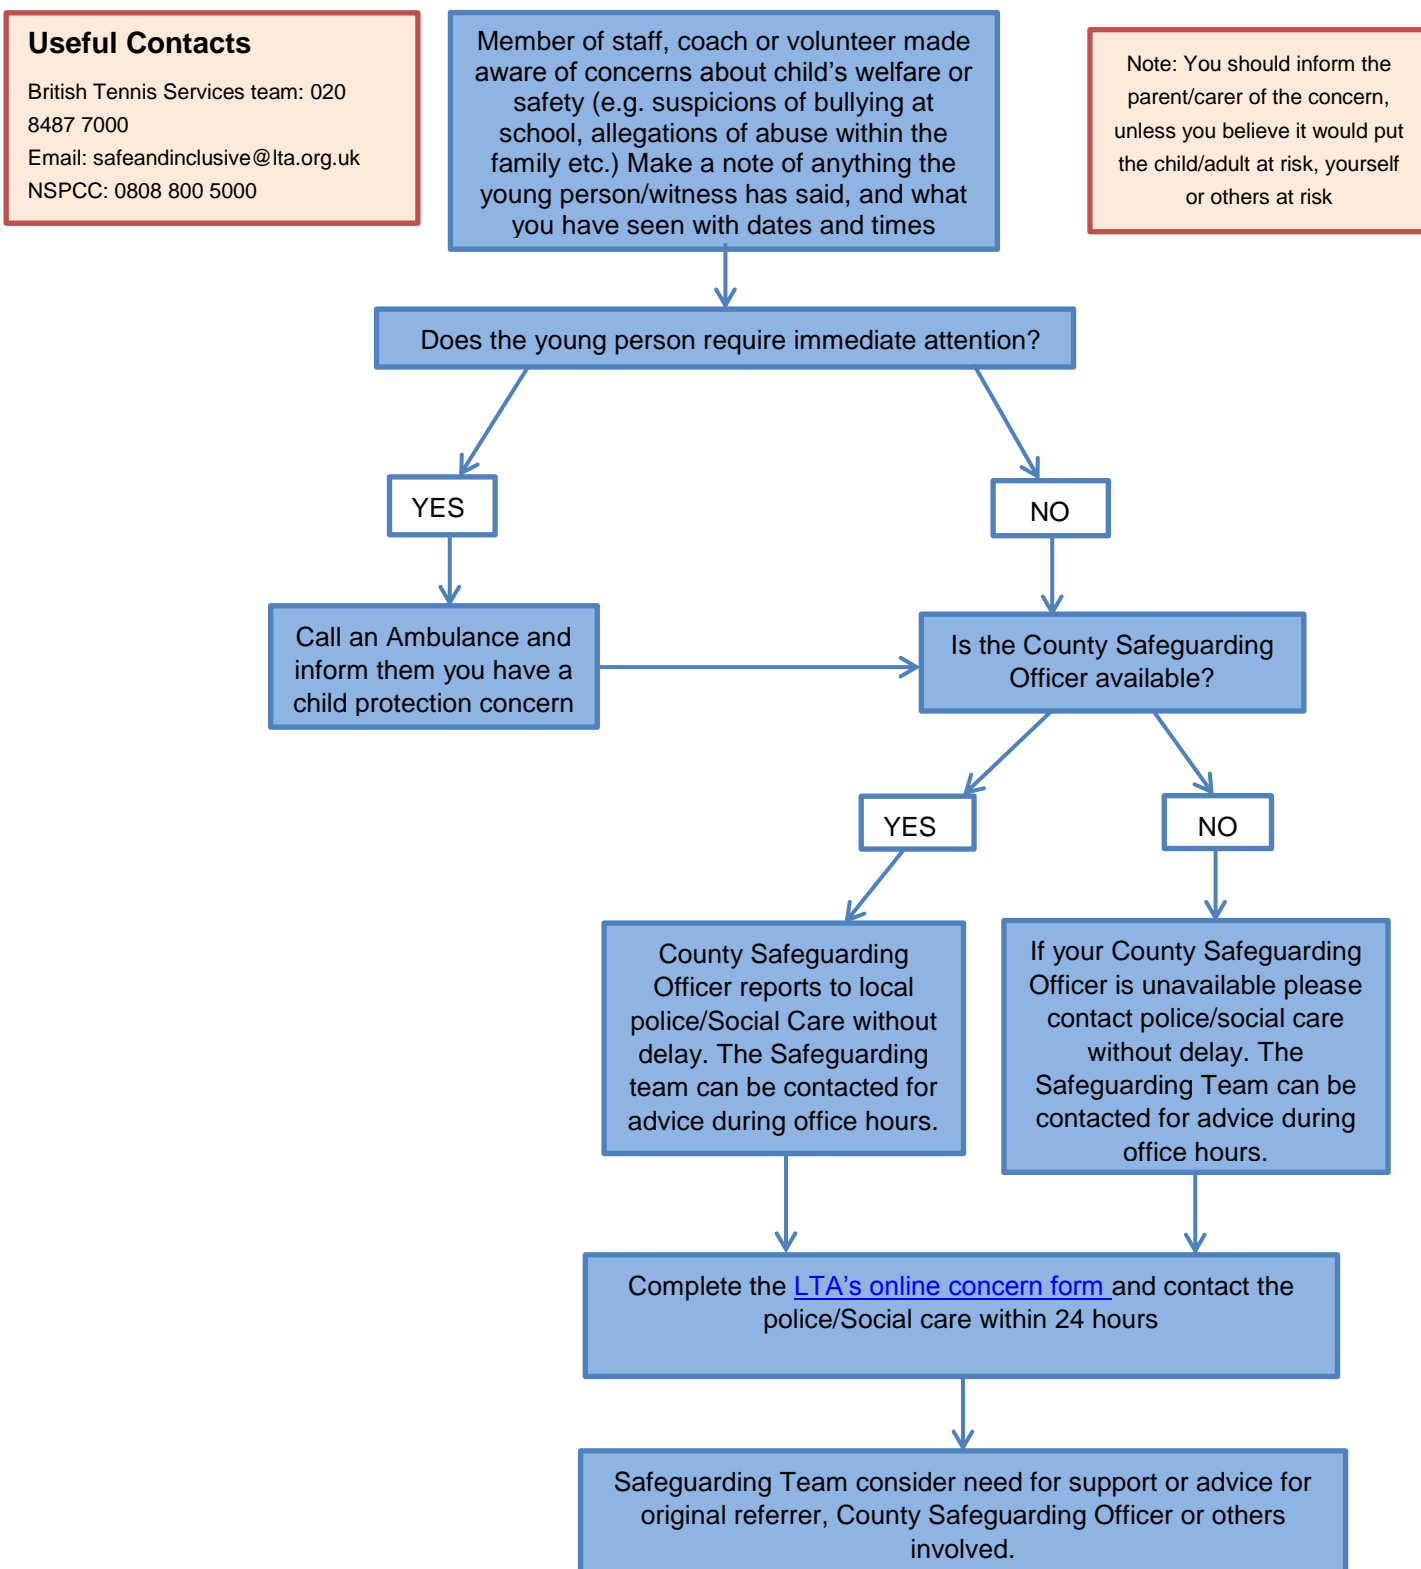 Useful Contacts
British Tennis Services team: 020
8487 7000
Email: safeandinclusive@lta.org.uk
NSPCC: 0808 800 5000
Member of staff, coach or volunteer made
aware of concerns about child’s welfare or
safety (e.g. suspicions of bullying at
school, allegations of abuse within the
family etc.) Make a note of anything the
young person/witness has said, and what
you have seen with dates and times
Note: You should inform the
parent/carer of the concern,
unless you believe it would put
the child/adult at risk, yourself
or others at risk
Does the young person require immediate attention?
YES
NO
Call an Ambulance and
inform them you have a
child protection concern
Is the County Safeguarding
Officer available?
YES
NO
County Safeguarding
Officer reports to local
police/Social Care without
delay. The Safeguarding
team can be contacted for
advice during office hours.
If your County Safeguarding
Officer is unavailable please
contact police/social care
without delay. The
Safeguarding Team can be
contacted for advice during
office hours.
Complete the LTA’s online concern form and contact the
police/Social care within 24 hours
Safeguarding Team consider need for support or advice for
original referrer, County Safeguarding Officer or others
involved.